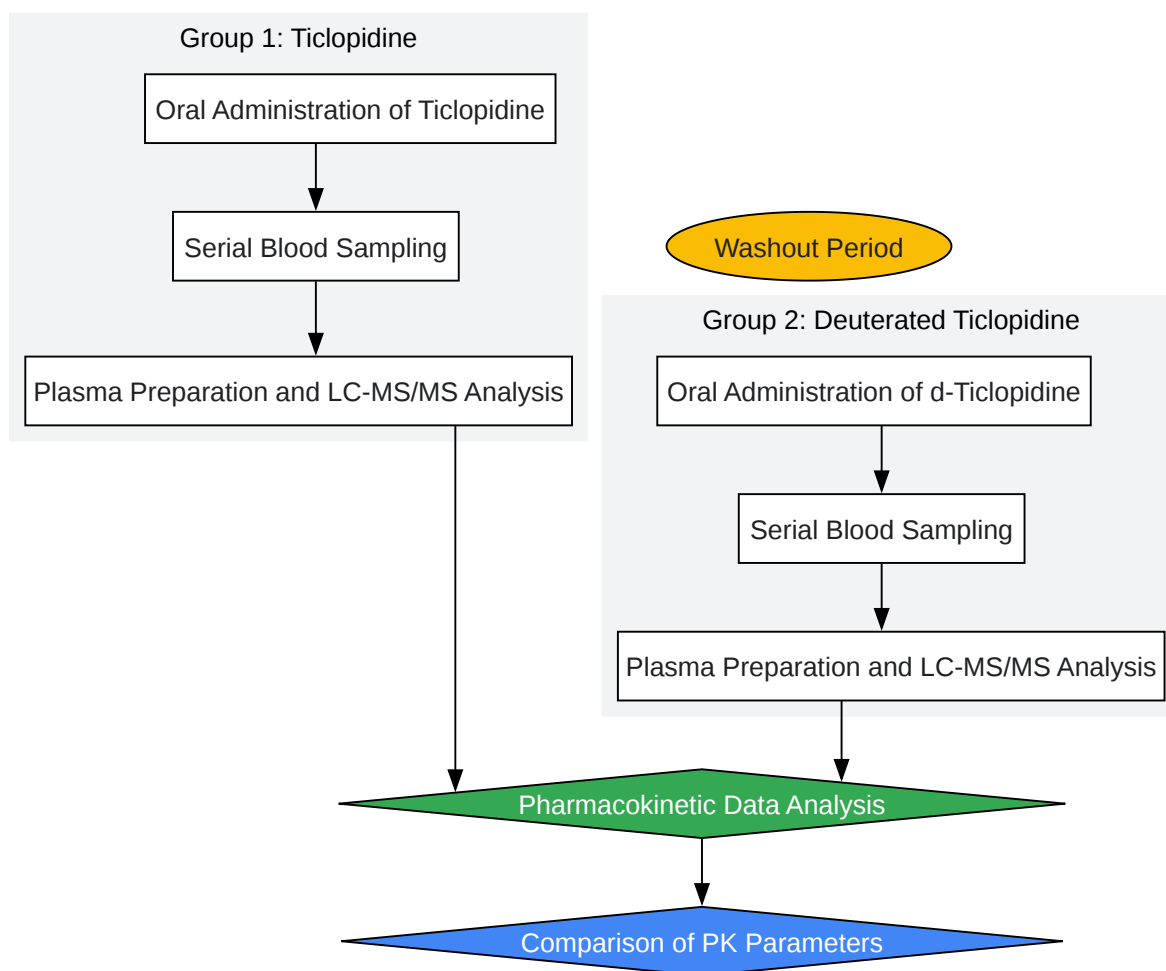 Group 1: Ticlopidine
Oral Administration of Ticlopidine
Serial Blood Sampling
Plasma Preparation and LC-MS/MS Analysis
Washout Period
Group 2: Deuterated Ticlopidine
Oral Administration of d-Ticlopidine
Serial Blood Sampling
Plasma Preparation and LC-MS/MS Analysis
Pharmacokinetic Data Analysis
Comparison of PK Parameters